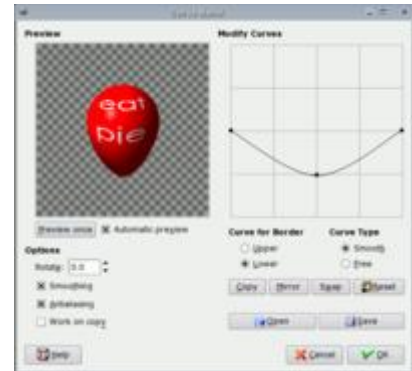 Preview
Modify Curves
eat
Pie
Preview once
Automatic preview
Options
Rotate: 0.0
Smoothing
Antialiasing
Work on copy
Curve for Border
Upper
Lower
Curve Type
Smooth
Free
Copy
Mirror
Swap
Reset
Open
Save
Help
Cancel
OK